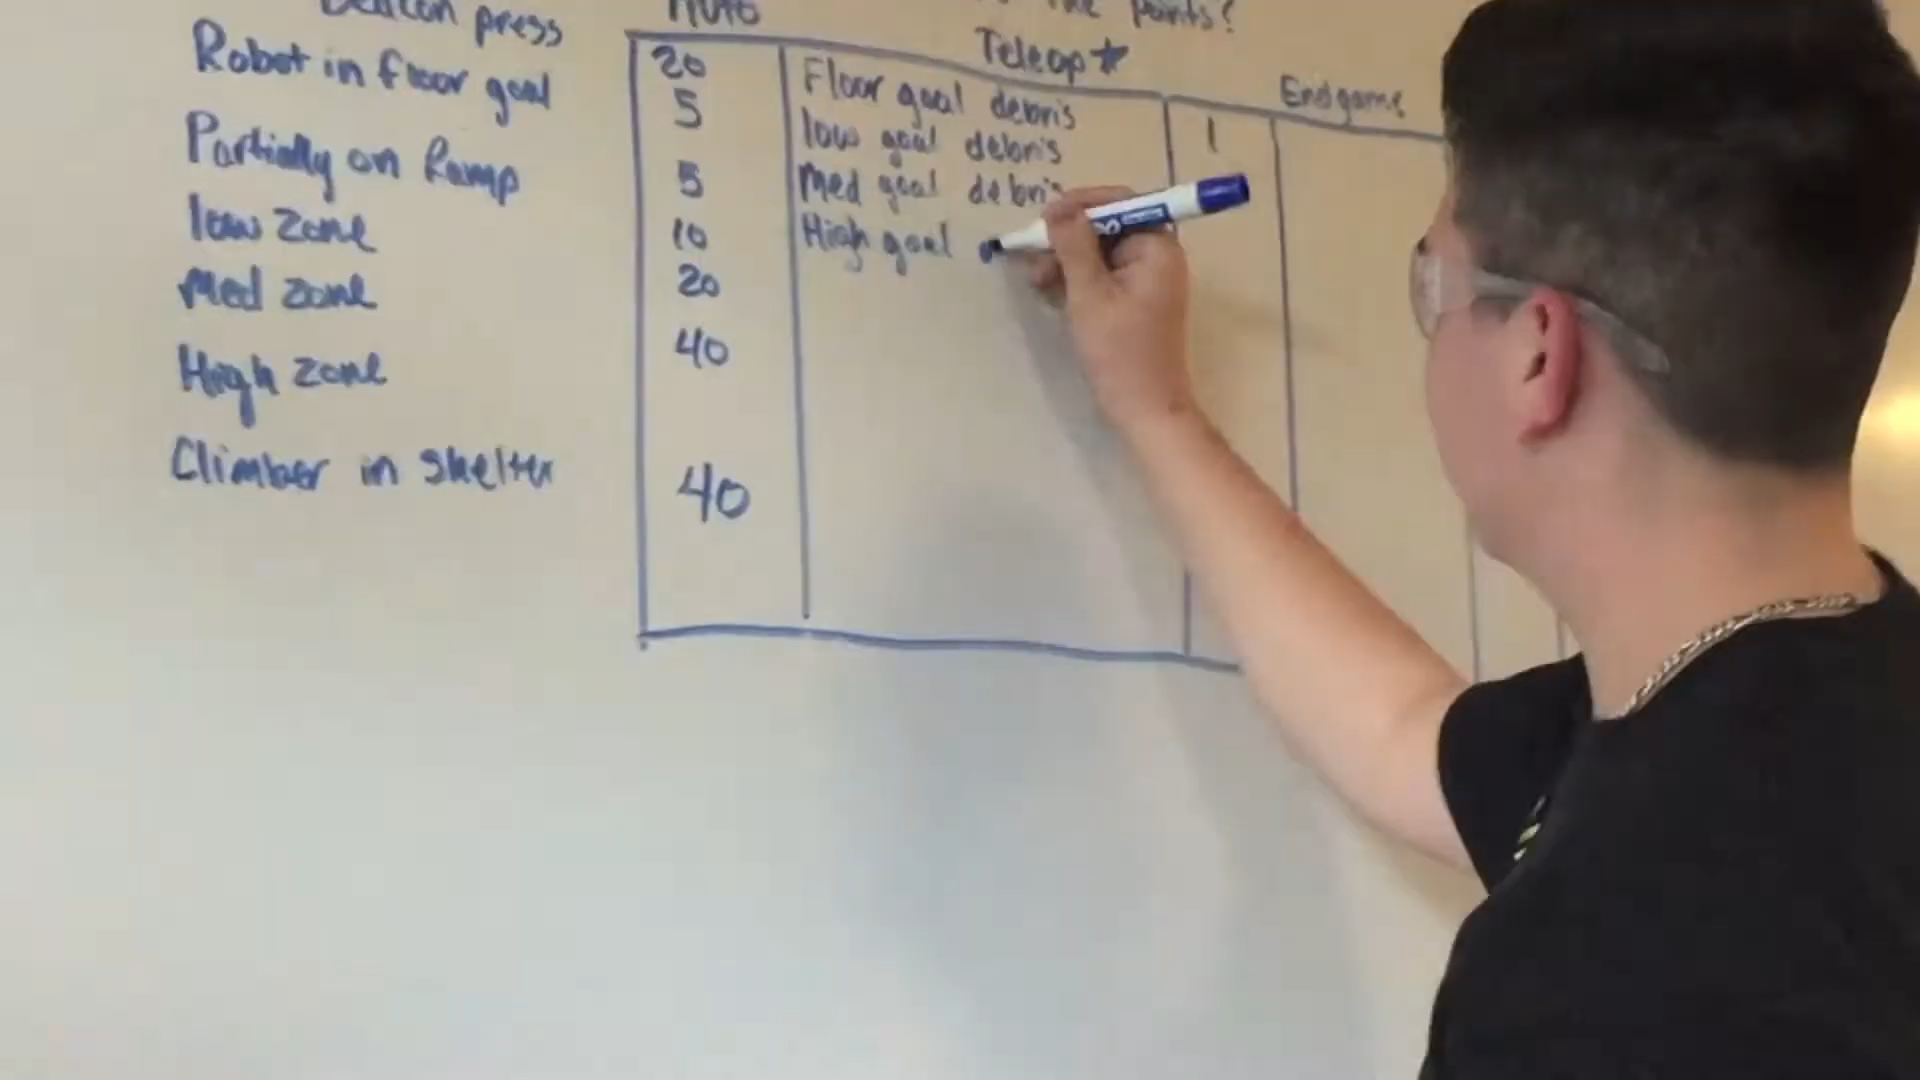 Beacon press
Robot in floor goal
Partially on Ramp
low zone
Med zone
High zone
Climber in shelter
Auto
20
5
5
10
20
40
40
the points?
Teleop★
Floor goal debris
low goal debris
Med goal debris
High goal
1
Endgame